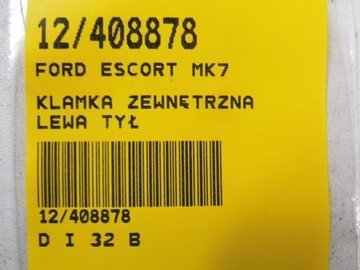 12/408878
FORD ESCORT MK7
KLAMKA ZEWNĘTRZNA
LEWA TYŁ
12/408878
D I 32 B